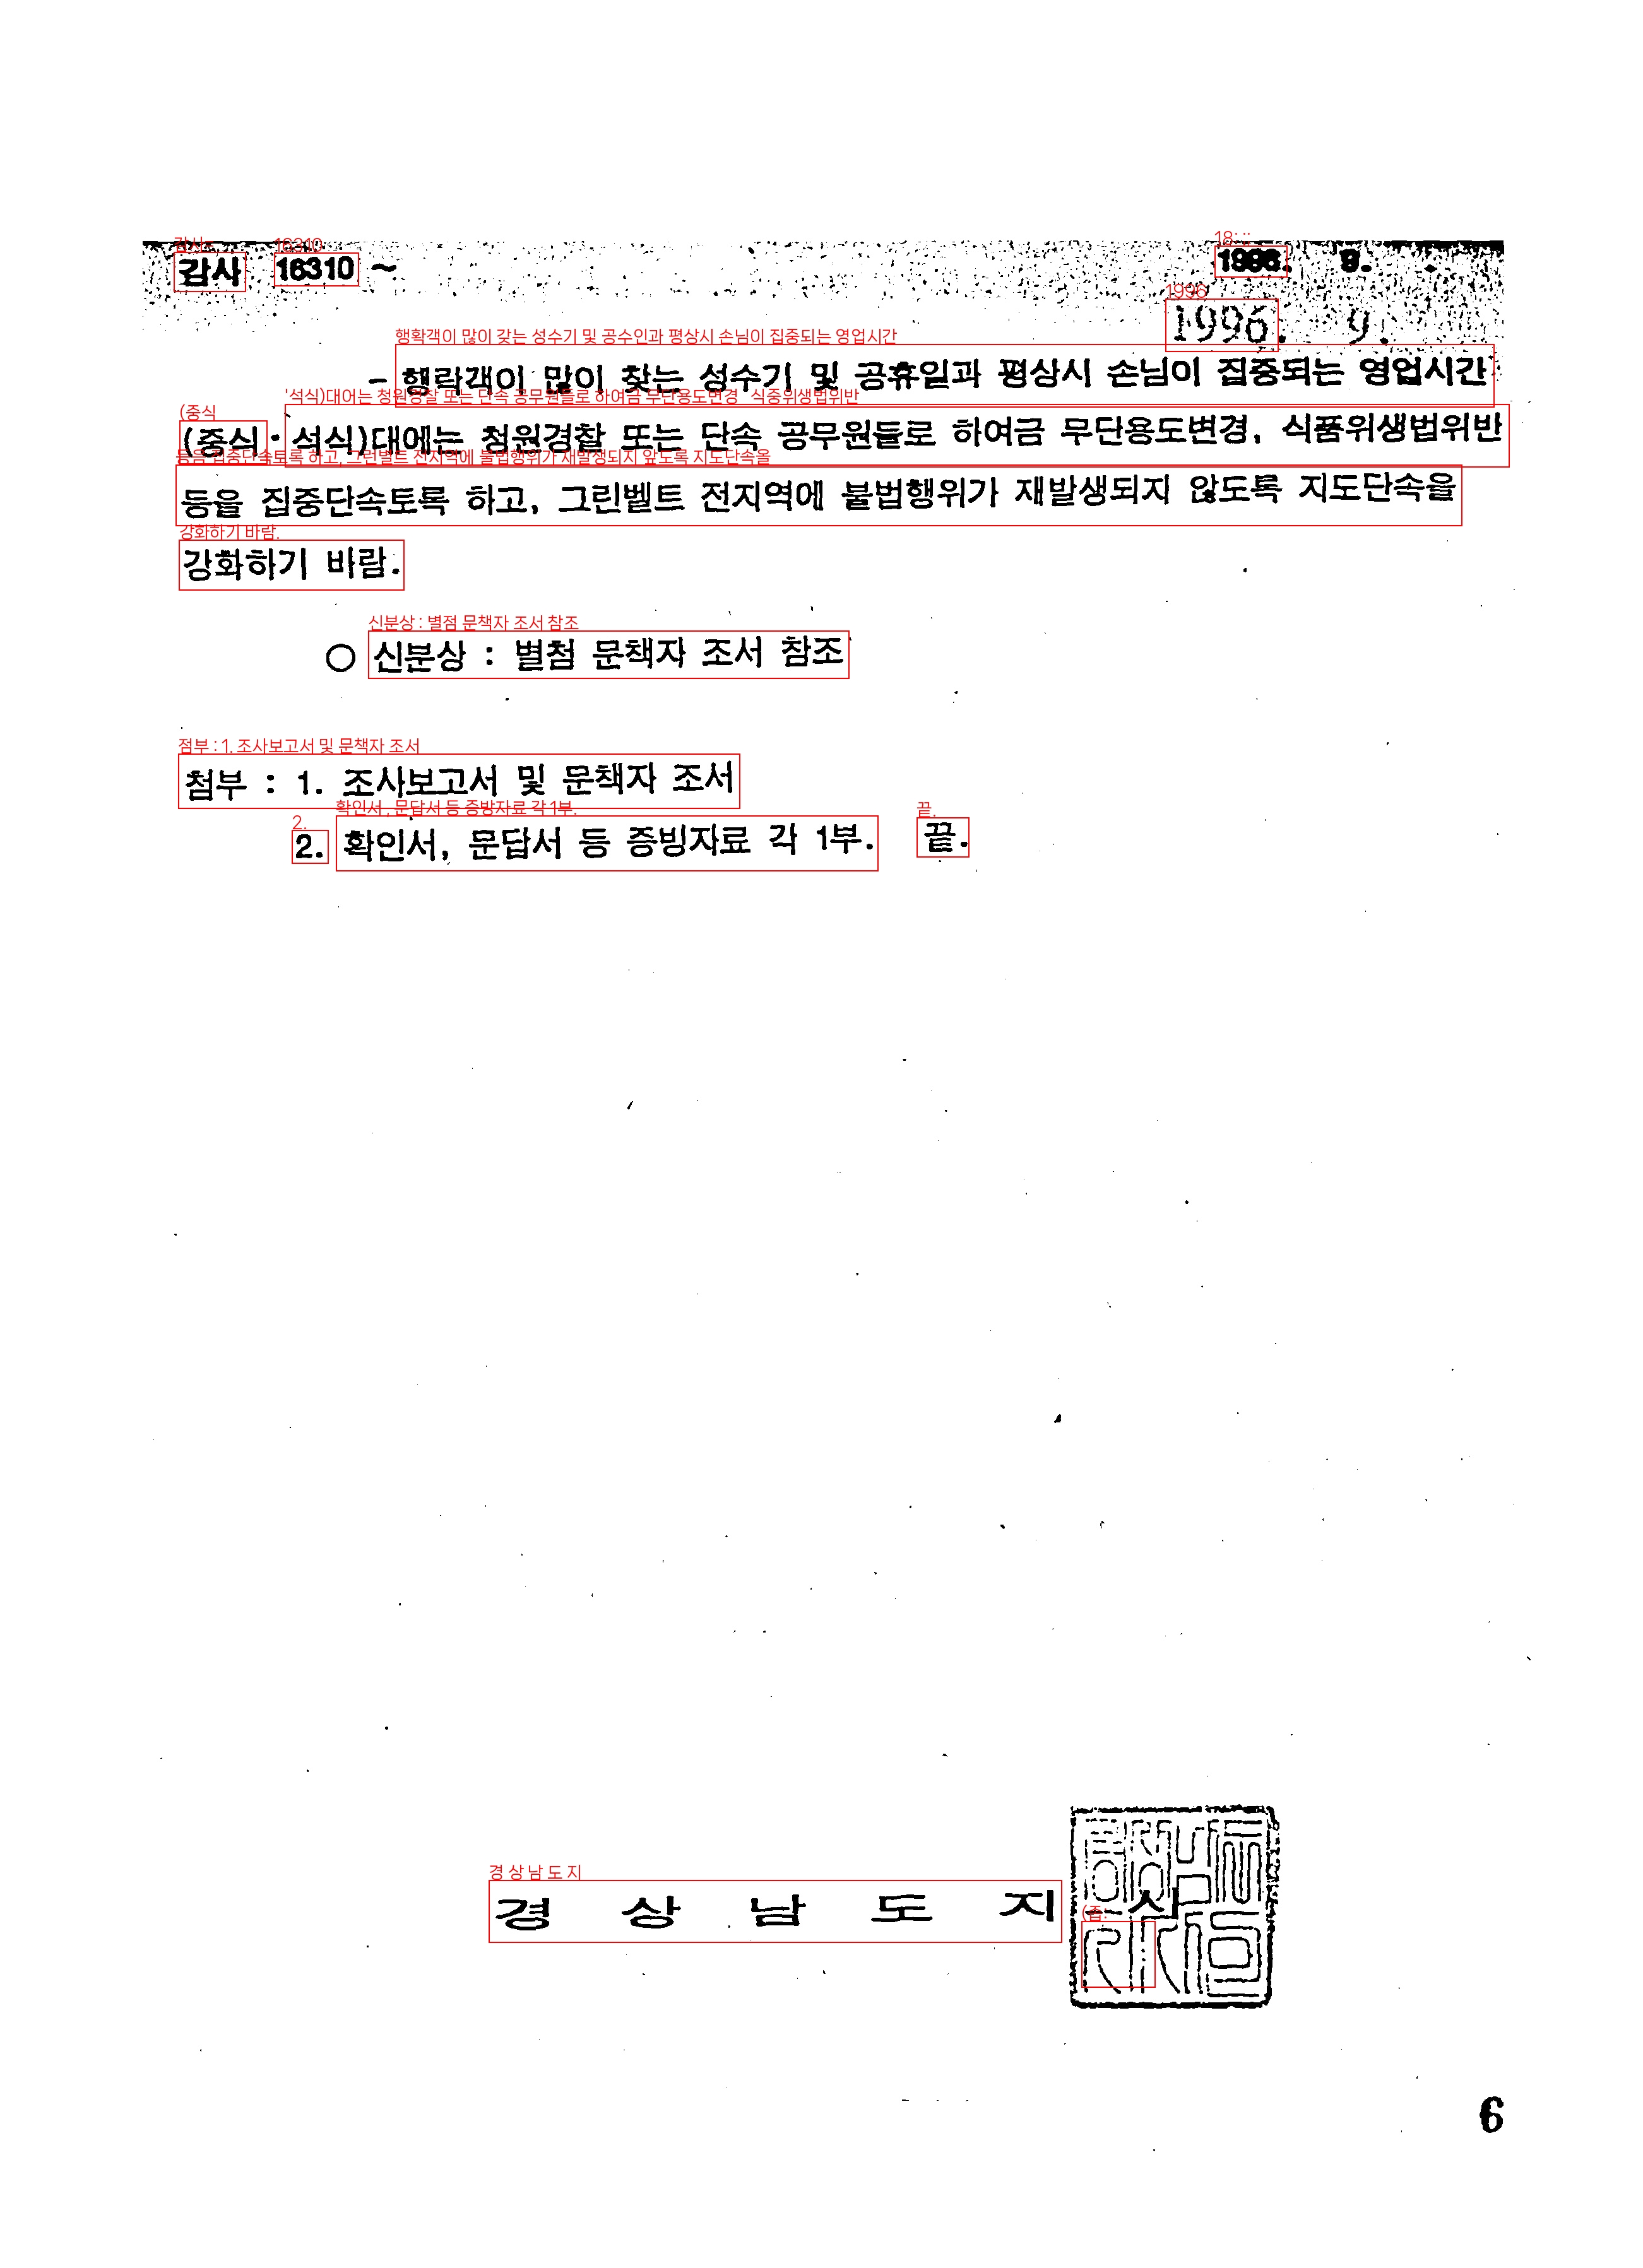 감사 16310 ~ 1996. 9. .
1996. 9.
- 행락객이 많이 찾는 성수기 및 공휴일과 평상시 손님이 집중되는 영업시간
(중식·석식)대에는 청원경찰 또는 단속 공무원들로 하여금 무단용도변경, 식품위생법위반
등을 집중단속토록 하고, 그린벨트 전지역에 불법행위가 재발생되지 않도록 지도단속을
강화하기 바람.
○ 신분상 : 별첨 문책자 조서 참조
첨부 : 1. 조사보고서 및 문책자 조서
2. 확인서, 문답서 등 증빙자료 각 1부. 끝.
경 상 남 도 지 사
6